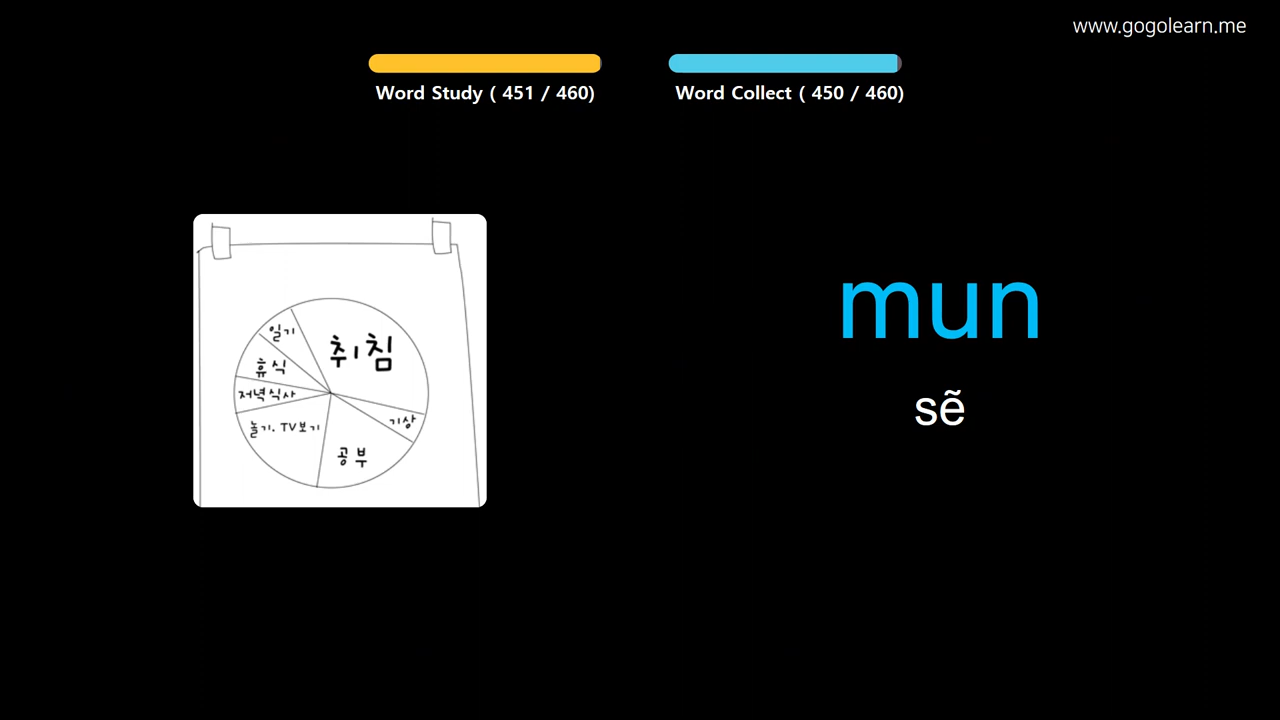 www.gogolearn.me
Word Study ( 451 / 460)
Word Collect ( 450 / 460)
일기
취침
휴식
저녁식사
놀기. TV보기
기상
공부
mun
sẽ